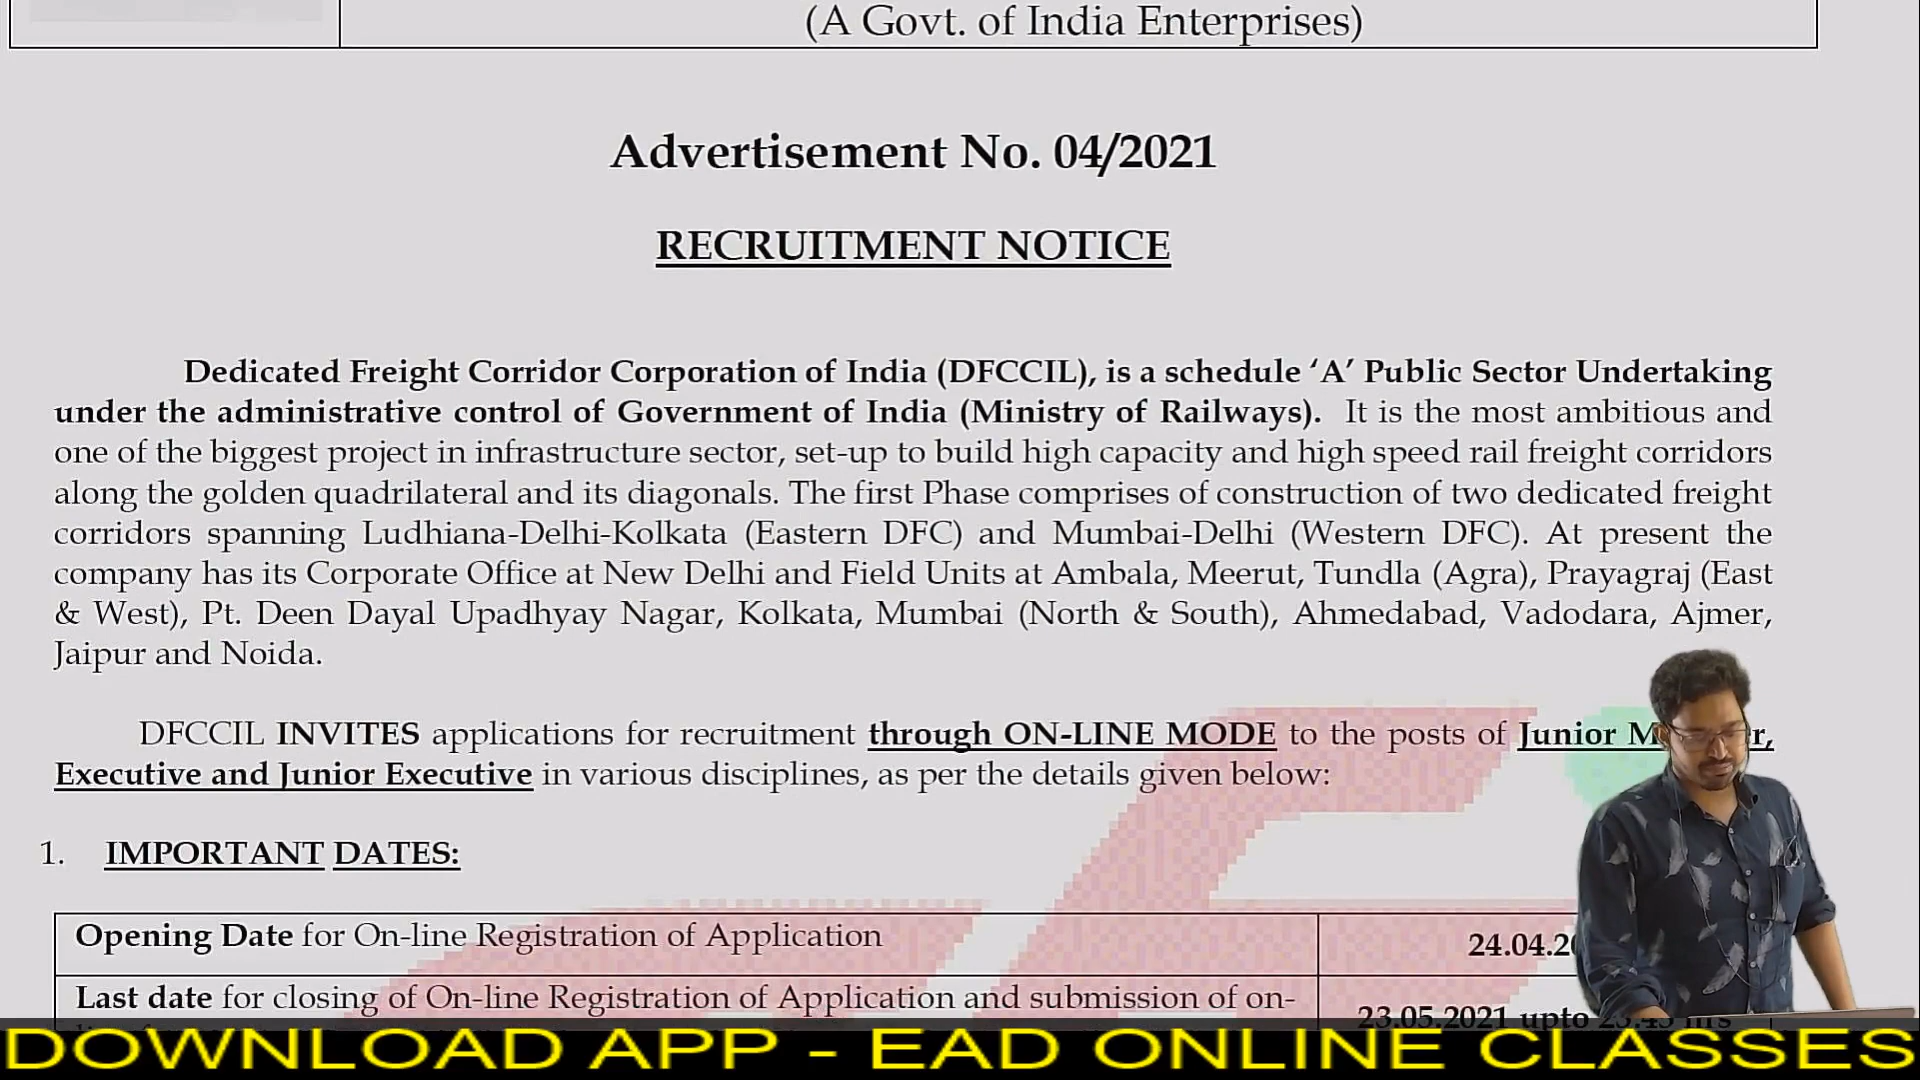 (A Govt. of India Enterprises)
Advertisement No. 04/2021
RECRUITMENT NOTICE
Dedicated Freight Corridor Corporation of India (DFCCIL), is a schedule ‘A’ Public Sector Undertaking
under the administrative control of Government of India (Ministry of Railways). It is the most ambitious and
one of the biggest project in infrastructure sector, set-up to build high capacity and high speed rail freight corridors
along the golden quadrilateral and its diagonals. The first Phase comprises of construction of two dedicated freight
corridors spanning Ludhiana-Delhi-Kolkata (Eastern DFC) and Mumbai-Delhi (Western DFC). At present the
company has its Corporate Office at New Delhi and Field Units at Ambala, Meerut, Tundla (Agra), Prayagraj (East
& West), Pt. Deen Dayal Upadhyay Nagar, Kolkata, Mumbai (North & South), Ahmedabad, Vadodara, Ajmer,
Jaipur and Noida.
DFCCIL INVITES applications for recruitment through ON-LINE MODE to the posts of Junior
Executive and Junior Executive in various disciplines, as per the details given below:
1. IMPORTANT DATES:
Opening Date for On-line Registration of Application
Last date for closing of On-line Registration of Application and submission of on-
23.05.2021 upto
DOWNLOAD APP - EAD ONLINE CLASSES